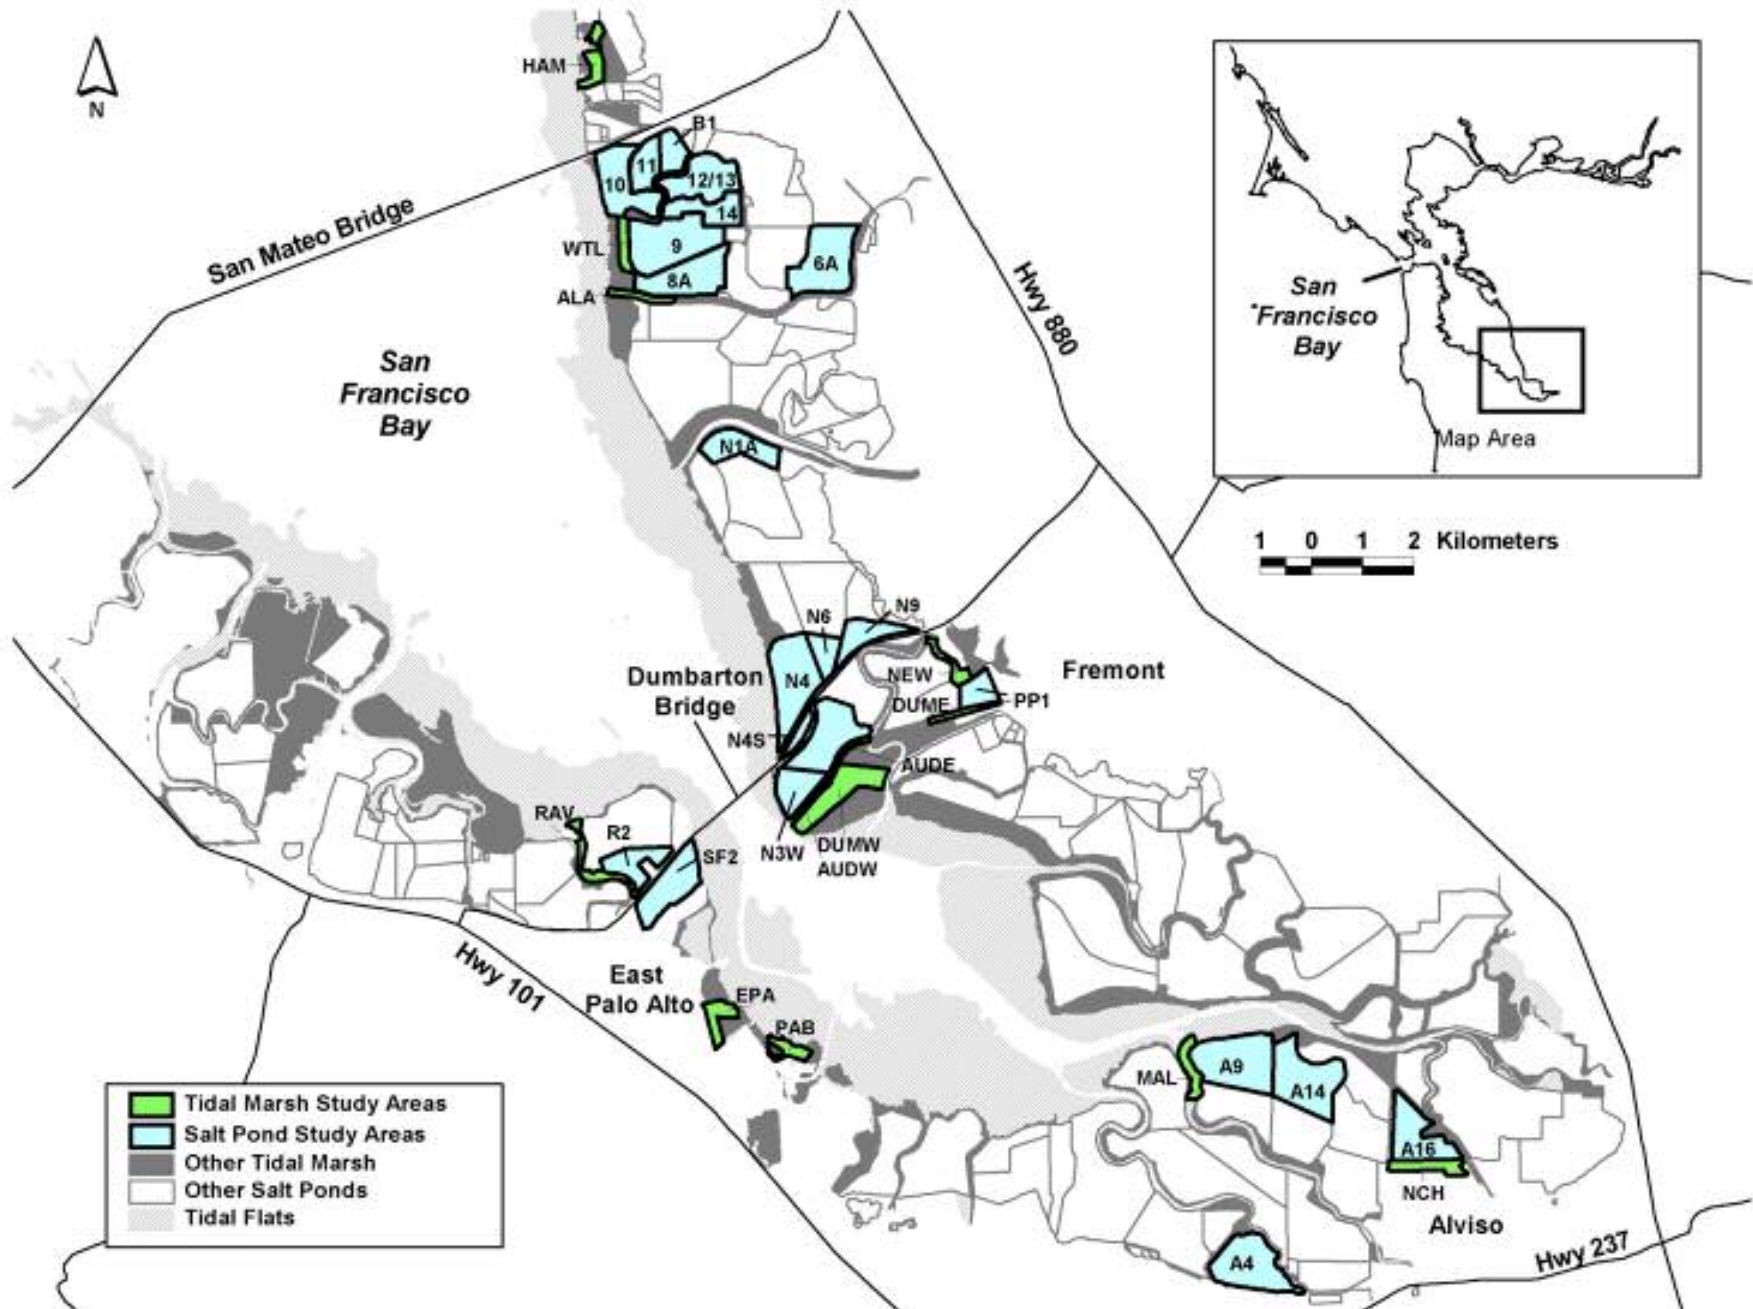 HAM
N
B1
11
10
12/13
14
San Mateo Bridge
WTL
9
6A
8A
ALA
Hwy 880
San
Francisco
Bay
San
Francisco
Bay
Map Area
N1A
1 0 1 2 Kilometers
N9
N6
Dumbarton
Bridge
N4
NEW
Fremont
DUME
PP1
N4S
AUDE
RAV
R2
SF2
N3W
DUMW
AUDW
Hwy 101
East
Palo Alto
EPA
PAB
MAL
A9
A14
A16
NCH
Alviso
A4
Hwy 237
Tidal Marsh Study Areas
Salt Pond Study Areas
Other Tidal Marsh
Other Salt Ponds
Tidal Flats